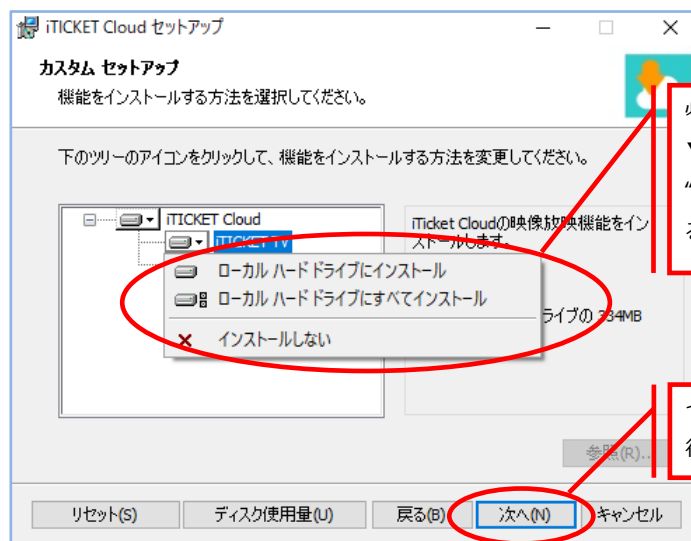 iTICKET Cloud セットアップ
カスタム セットアップ
機能をインストールする方法を選択してください。
下のツリーのアイコンをクリックして、機能をインストールする方法を変更してください。
iTICKET Cloud
iTICKET TV
ローカル ハード ドライブにインストール
ローカル ハード ドライブにすべてインストール
インストールしない
iTicket Cloudの映像放映機能をイン
ストールします。
ライブの 334MB
参照(R)...
リセット(S)
ディスク使用量(U)
戻る(B)
次へ(N)
キャンセル